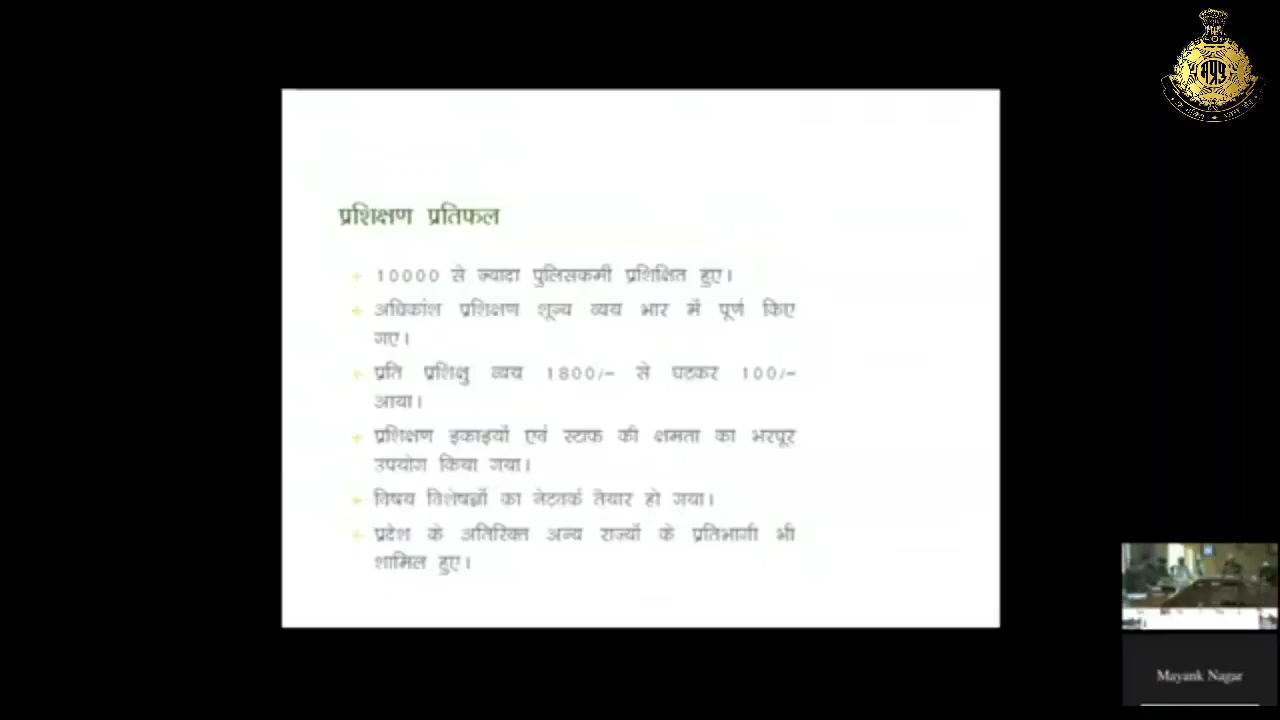 प्रशिक्षण प्रतिफल
10000 से ज्यादा पुलिसकर्मी प्रशिक्षित हुए।
अधिकांश प्रशिक्षण शून्य व्यय भार में पूर्ण किए
गए।
प्रति प्रशिक्षु व्यय 1800/- से घटकर 100/-
आया।
प्रशिक्षण इकाइयों एवं स्टाफ की क्षमता का भरपूर
उपयोग किया गया।
विषय विशेषज्ञों का नेटवर्क तैयार हो गया।
प्रदेश के अतिरिक्त अन्य राज्यों के प्रतिभागी भी
शामिल हुए।
Mayank Nagar